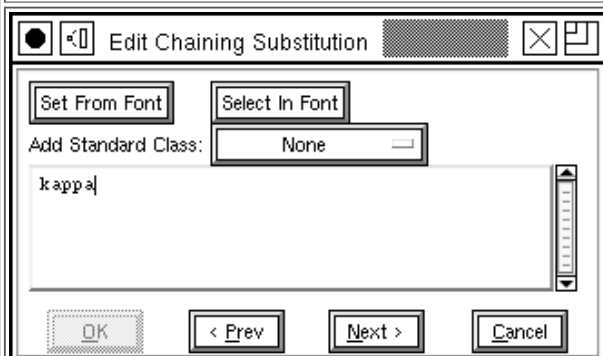 Edit Chaining Substitution
Set From Font Select In Font
Add Standard Class: None
kappa
OK < Prev Next > Cancel